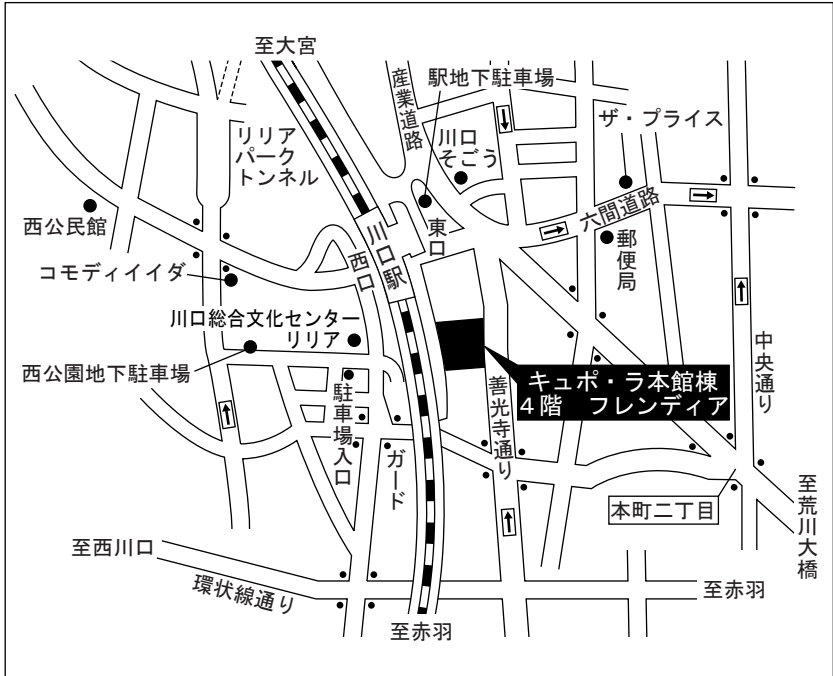 至大宮
産業道路
駅地下駐車場
リリア
パーク
トンネル
川口
そごう
ザ・プライス
六間道路
西公民館
東口
川口駅
西口
郵便局
コモディイイダ
川口総合文化センター
リリア
西公園地下駐車場
中央通り
キュポ・ラ本館棟
4階 フレンディア
善光寺通り
駐車場入口
ガード
本町二丁目
至荒川大橋
至西川口
環状線通り
至赤羽
至赤羽